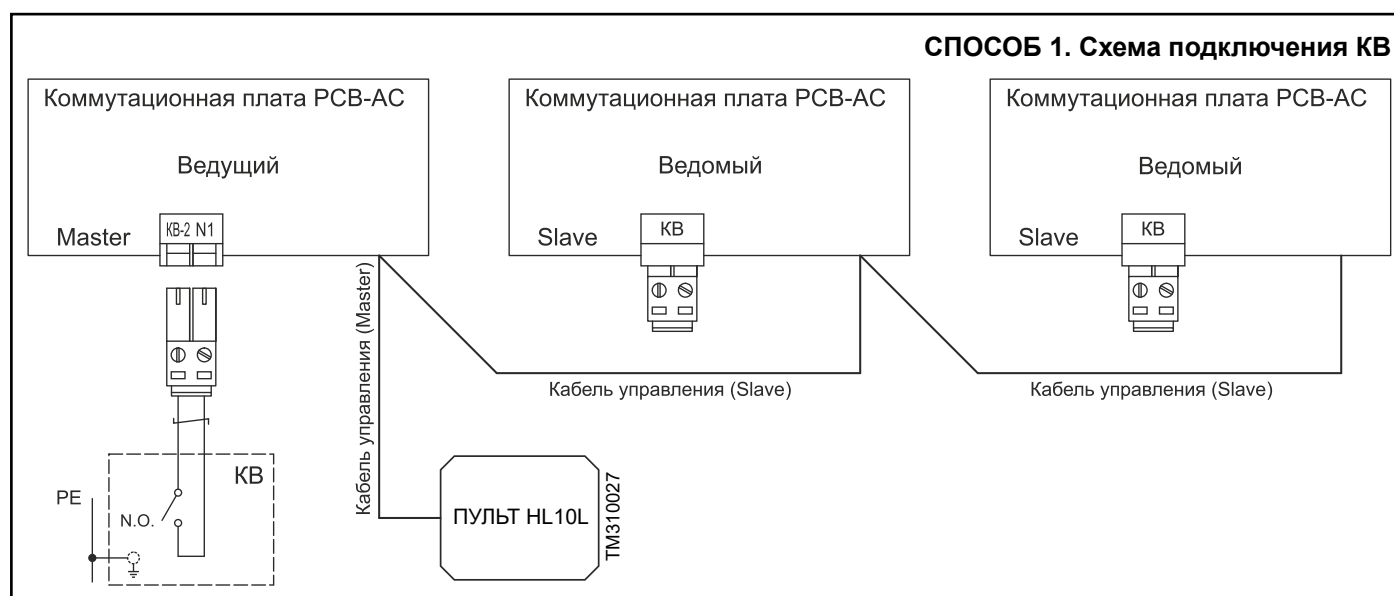 СПОСОБ 1. Схема подключения КВ
Коммутационная плата PCB-AC
Ведущий
Master
КВ-2 N1
Коммутационная плата PCB-AC
Ведомый
Slave
КВ
Коммутационная плата PCB-AC
Ведомый
Slave
КВ
Кабель управления (Master)
Кабель управления (Slave)
Кабель управления (Slave)
КВ
PE
N.O.
ПУЛЬТ HL10L
TM310027